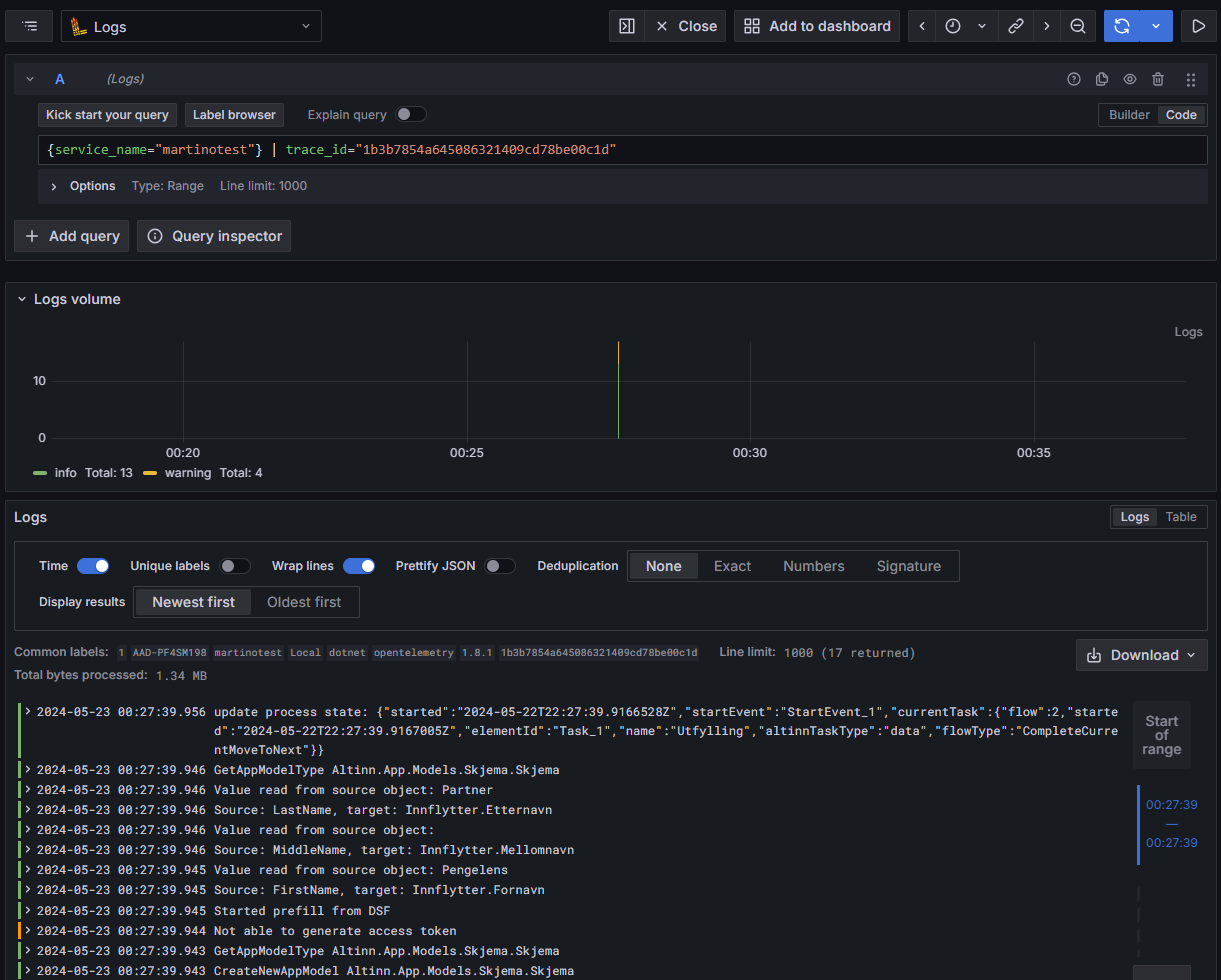 Logs
Close
Add to dashboard
A (Logs)
Kick start your query Label browser Explain query Builder Code
{service_name="martinotest"} | trace_id="1b3b7854a645086321409cd78be00c1d"
Options Type: Range Line limit: 1000
+ Add query Query inspector
Logs volume
Logs
10
0
00:20 00:25 00:30 00:35
info Total: 13 warning Total: 4
Logs Logs Table
Time Unique labels Wrap lines Prettify JSON Deduplication None Exact Numbers Signature
Display results Newest first Oldest first
Common labels: 1 AAD-PF4SM198 martinotest Local dotnet opentelemetry 1.8.1 1b3b7854a645086321409cd78be00c1d Line limit: 1000 (17 returned)
Download
Total bytes processed: 1.34 MB
2024-05-23 00:27:39.956 update process state: {"started":"2024-05-22T22:27:39.9166528Z","startEvent":"StartEvent_1","currentTask":{"flow":2,"starte
d":"2024-05-22T22:27:39.9167005Z","elementId":"Task_1","name":"Utfylling","altinnTaskType":"data","flowType":"CompleteCurre
ntMoveToNext"}}
2024-05-23 00:27:39.946 GetAppModelType Altinn.App.Models.Skjema.Skjema
2024-05-23 00:27:39.946 Value read from source object: Partner
2024-05-23 00:27:39.946 Source: LastName, target: Innflytter.Etternavn
2024-05-23 00:27:39.946 Value read from source object:
2024-05-23 00:27:39.946 Source: MiddleName, target: Innflytter.Mellomnavn
2024-05-23 00:27:39.945 Value read from source object: Pengelens
2024-05-23 00:27:39.945 Source: FirstName, target: Innflytter.Fornavn
2024-05-23 00:27:39.945 Started prefill from DSF
2024-05-23 00:27:39.944 Not able to generate access token
2024-05-23 00:27:39.943 GetAppModelType Altinn.App.Models.Skjema.Skjema
2024-05-23 00:27:39.943 CreateNewAppModel Altinn.App.Models.Skjema.Skjema
Start
of
range
00:27:39
—
00:27:39